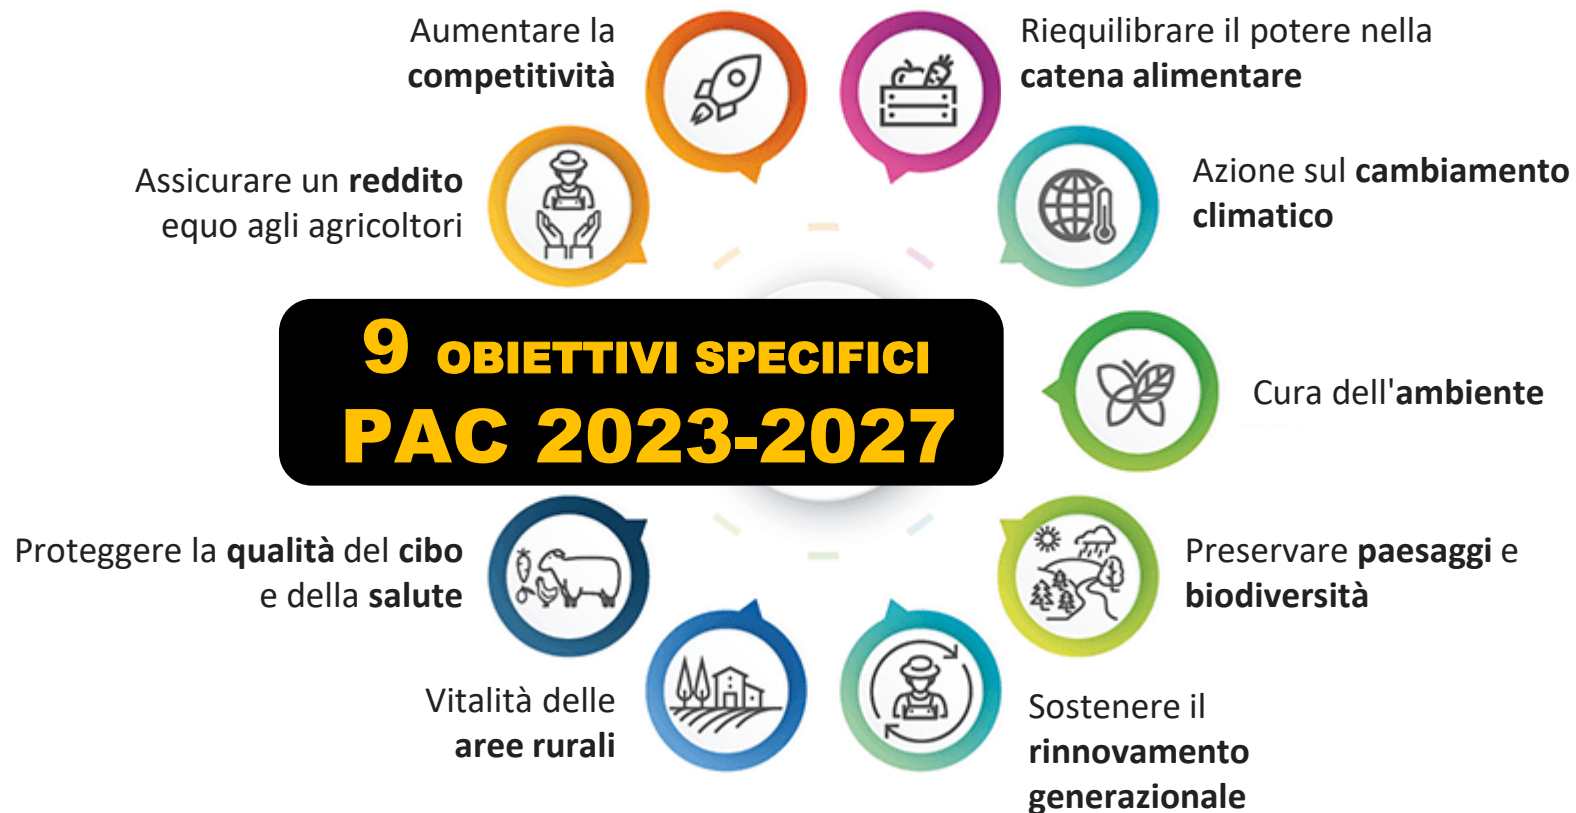 Aumentare la
competitività
Riequilibrare il potere nella
catena alimentare
Assicurare un reddito
equo agli agricoltori
Azione sul cambiamento
climatico
9 OBIETTIVI SPECIFICI
PAC 2023-2027
Cura dell'ambiente
Proteggere la qualità del cibo
e della salute
Preservare paesaggi e
biodiversità
Vitalità delle
aree rurali
Sostenere il
rinnovamento
generazionale